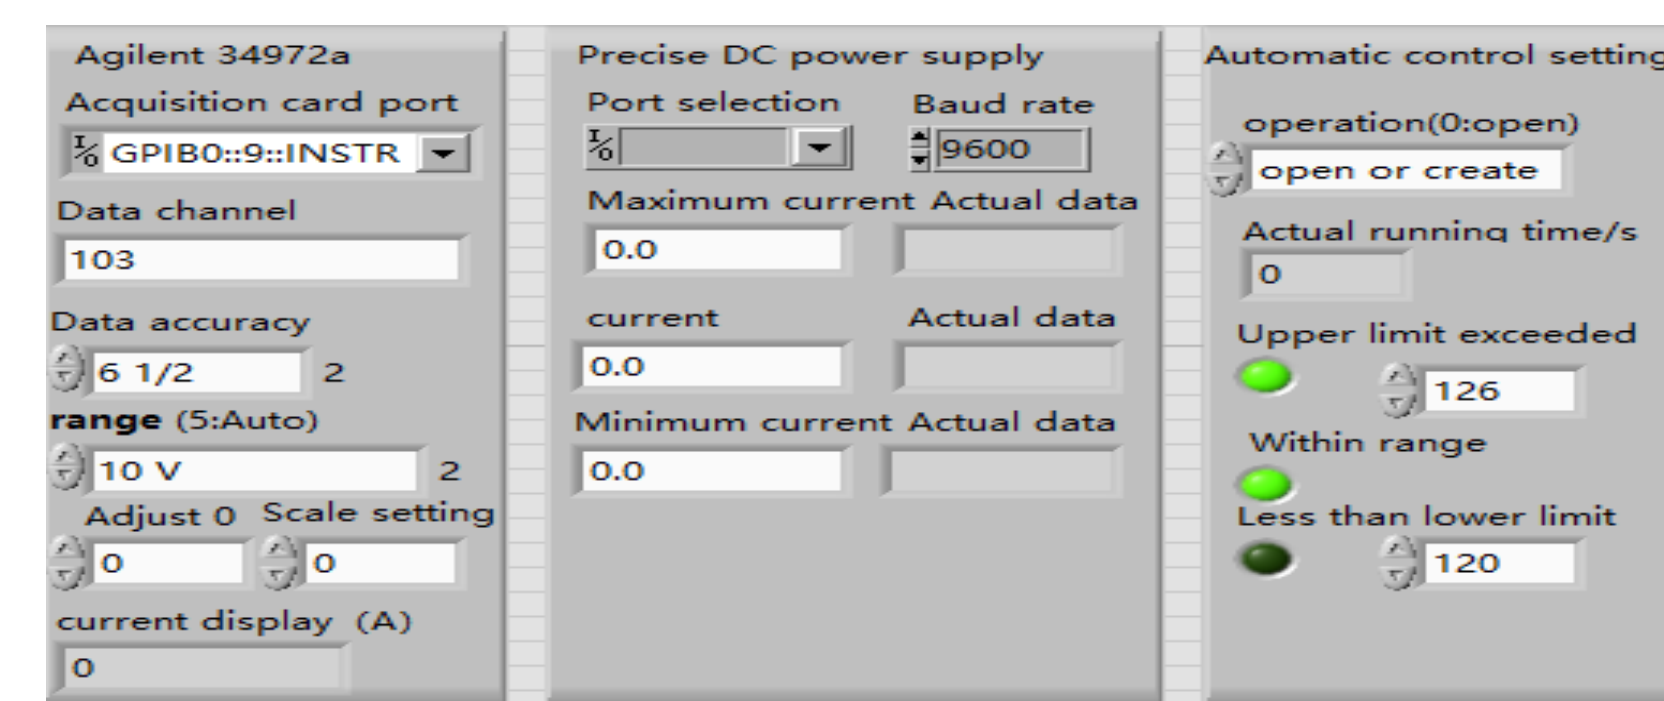 Agilent 34972a
Acquisition card port
I/O GPIB0::9::INSTR
Data channel
103
Data accuracy
6 1/2 2
range (5:Auto)
10 V 2
Adjust 0 Scale setting
0 0
current display (A)
0
Precise DC power supply
Port selection Baud rate
I/O 9600
Maximum current Actual data
0.0
current Actual data
0.0
Minimum current Actual data
0.0
Automatic control setting
operation(0:open)
open or create
Actual running time/s
0
Upper limit exceeded
126
Within range
Less than lower limit
120